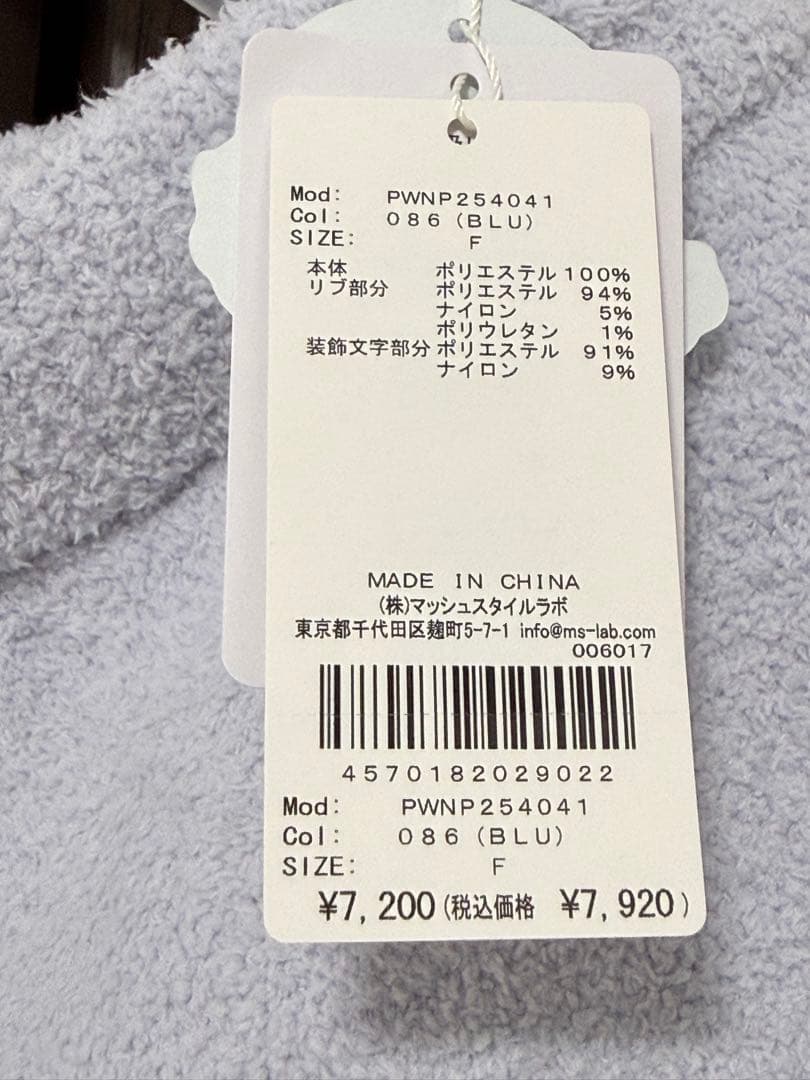 Mod: PWNP254041
Col: 086 (BLU)
SIZE: F
本体 ポリエステル 100%
リブ部分 ポリエステル 94%
ナイロン 5%
ポリウレタン 1%
装飾文字部分 ポリエステル 91%
ナイロン 9%
MADE IN CHINA
(株)マッシュスタイルラボ
東京都千代田区麹町5-7-1 info@ms-lab.com
006017
4570182029022
Mod: PWNP254041
Col: 086 (BLU)
SIZE: F
¥7,200 (税込価格 ¥7,920)